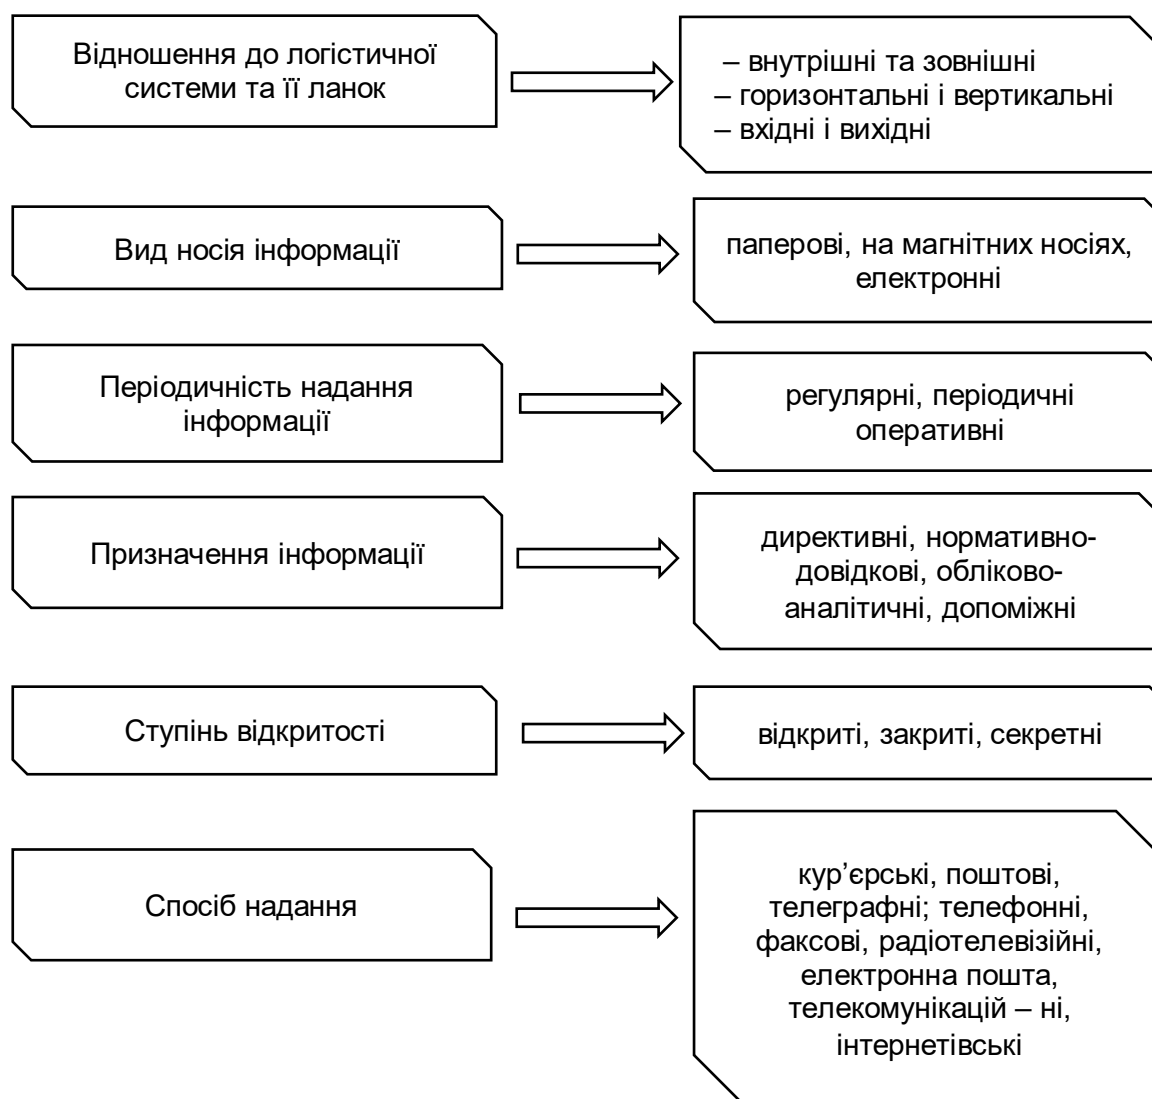 Відношення до логістичної
системи та її ланок
– внутрішні та зовнішні
– горизонтальні і вертикальні
– вхідні і вихідні
Вид носія інформації
паперові, на магнітних носіях,
електронні
Періодичність надання
інформації
регулярні, періодичні
оперативні
Призначення інформації
директивні, нормативно-
довідкові, обліково-
аналітичні, допоміжні
Ступінь відкритості
відкриті, закриті, секретні
Спосіб надання
кур’єрські, поштові,
телеграфні; телефонні,
факсові, радіотелевізійні,
електронна пошта,
телекомунікацій – ні,
інтернетівські